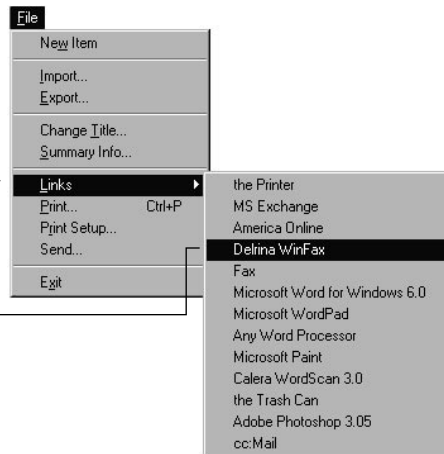 File
New Item
Import...
Export...
Change Title...
Summary Info...
Links
Print... Ctrl+P
Print Setup...
Send...
Exit
the Printer
MS Exchange
America Online
Delrina WinFax
Fax
Microsoft Word for Windows 6.0
Microsoft WordPad
Any Word Processor
Microsoft Paint
Calera WordScan 3.0
the Trash Can
Adobe Photoshop 3.05
cc:Mail